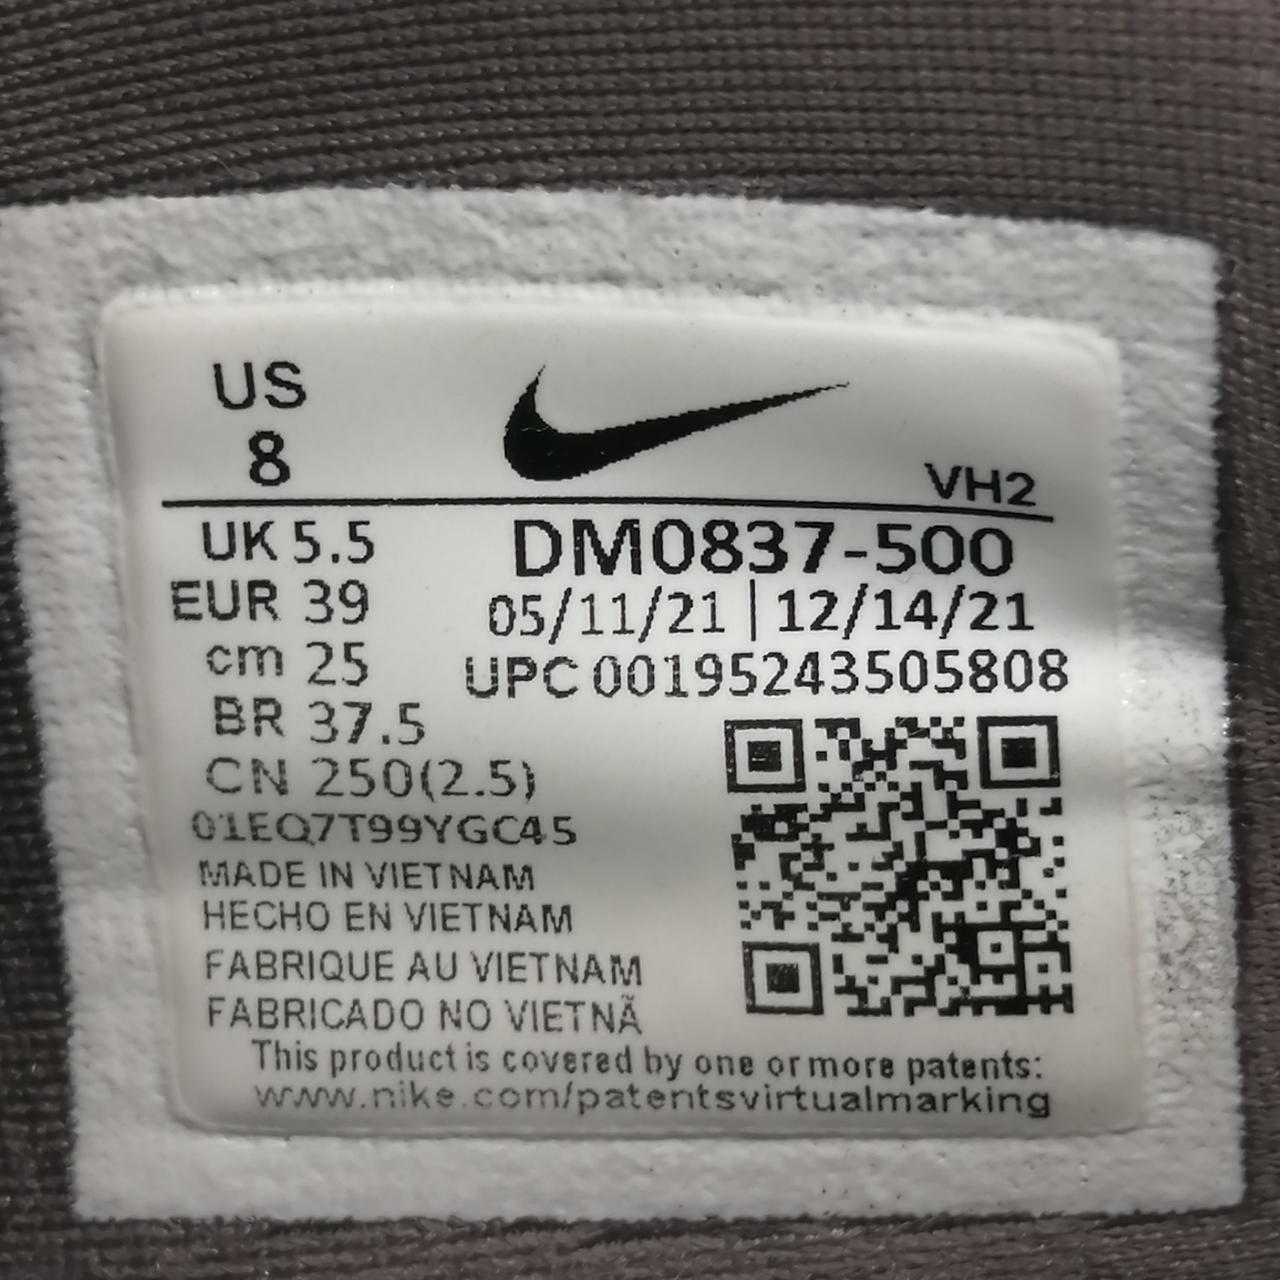 US
8
VH2
UK 5.5
DM0837-500
EUR 39
05/11/21 | 12/14/21
cm 25
UPC 00195243505808
BR 37.5
CN 250(2.5)
01EQ7T99YGC45
MADE IN VIETNAM
HECHO EN VIETNAM
FABRIQUE AU VIETNAM
FABRICADO NO VIETNÃ
This product is covered by one or more patents:
www.nike.com/patentsvirtualmarking